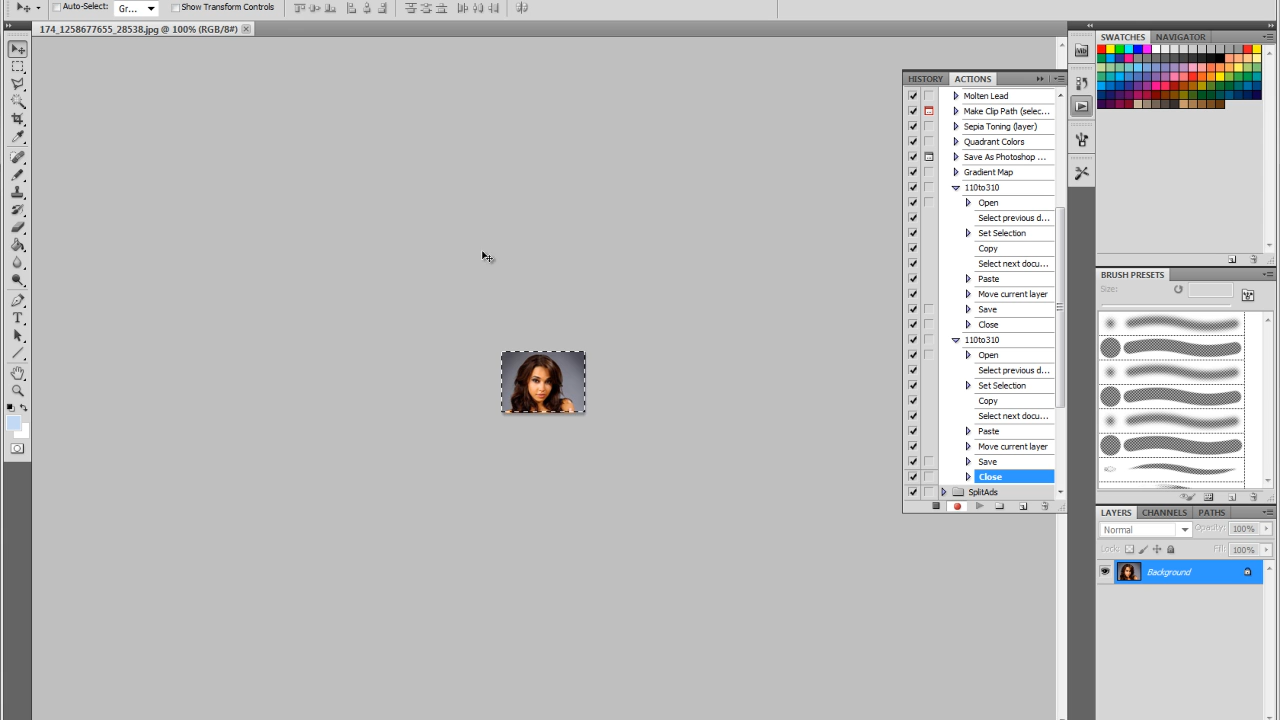 Auto-Select:
Gr...
Show Transform Controls
174_1258677655_28538.jpg @ 100% (RGB/8#)
SWATCHES
NAVIGATOR
HISTORY
ACTIONS
Molten Lead
Make Clip Path (selec...
Sepia Toning (layer)
Quadrant Colors
Save As Photoshop ...
Gradient Map
110to310
Open
Select previous d...
Set Selection
Copy
Select next docu...
Paste
Move current layer
Save
Close
110to310
Open
Select previous d...
Set Selection
Copy
Select next docu...
Paste
Move current layer
Save
Close
SplitAds
BRUSH PRESETS
Size:
LAYERS
CHANNELS
PATHS
Normal
Opacity:
100%
Lock:
Fill:
100%
Background